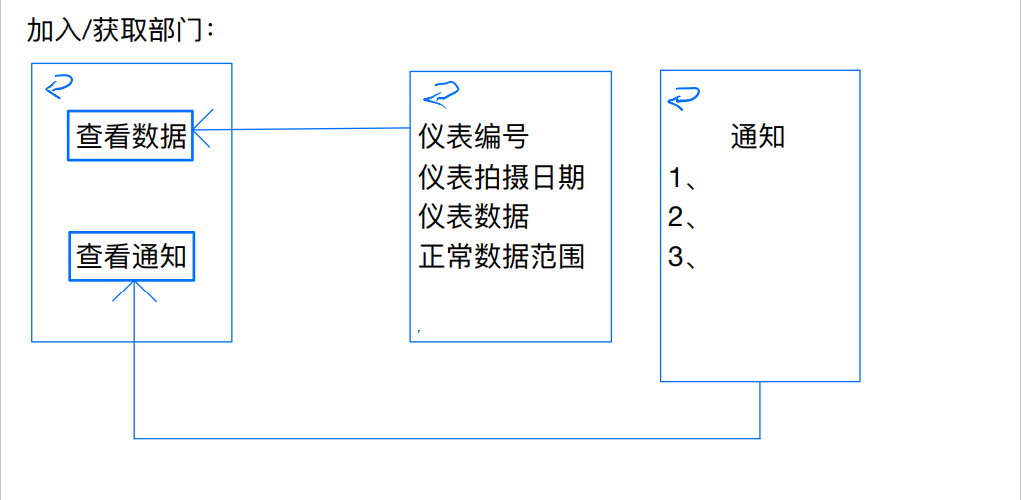 加入/获取部门：
查看数据
查看通知
仪表编号
仪表拍摄日期
仪表数据
正常数据范围
通知
1、
2、
3、